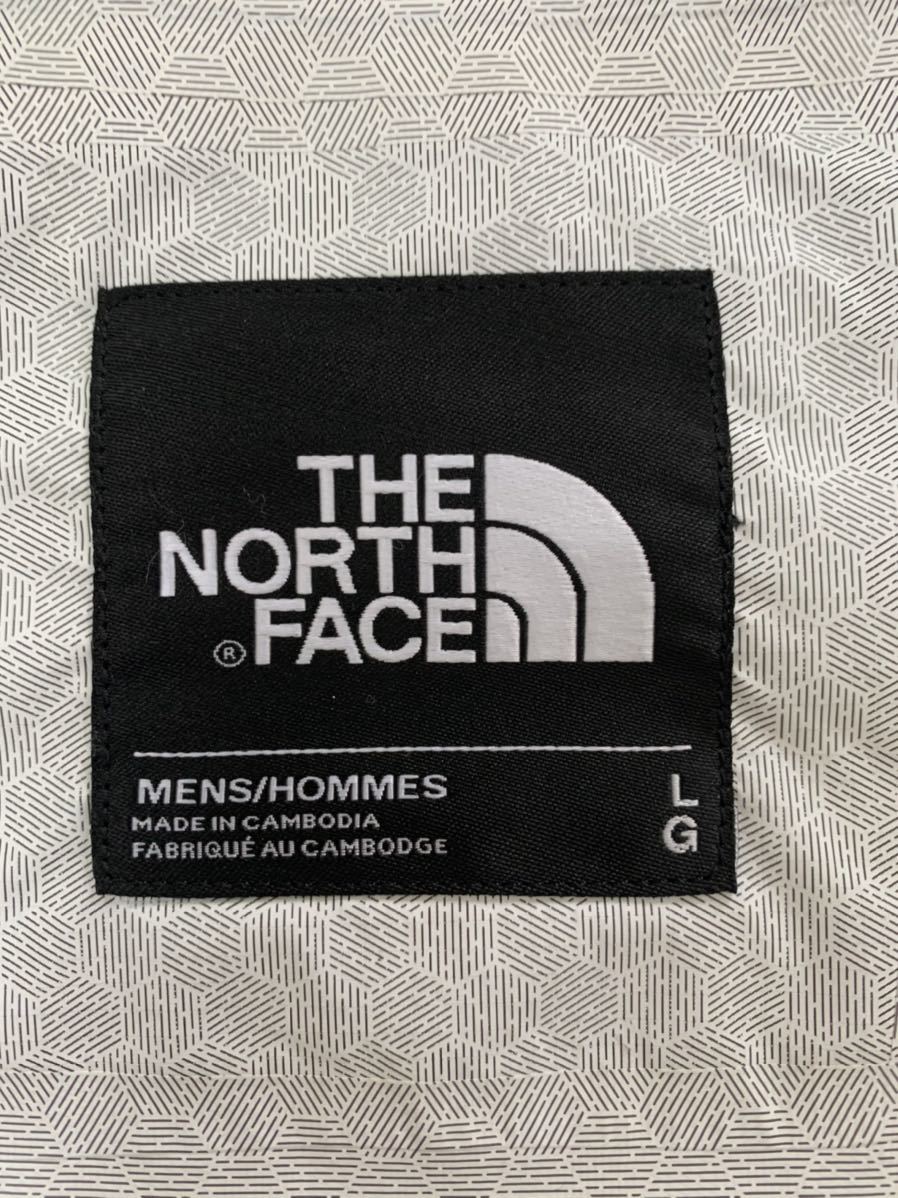 THE
NORTH
® FACE
MENS/HOMMES
MADE IN CAMBODIA
FABRIQUÉ AU CAMBODGE
L
G